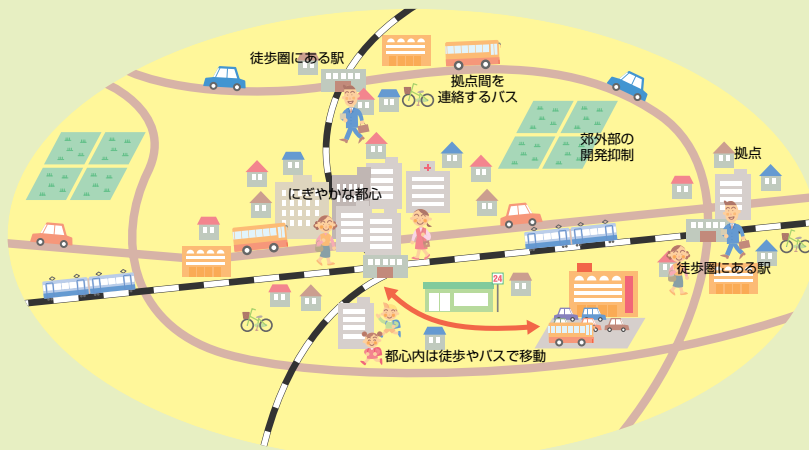 徒歩圏にある駅
拠点間を
連絡するバス
郊外部の
開発抑制
拠点
にぎやかな都心
徒歩圏にある駅
24
都心内は徒歩やバスで移動